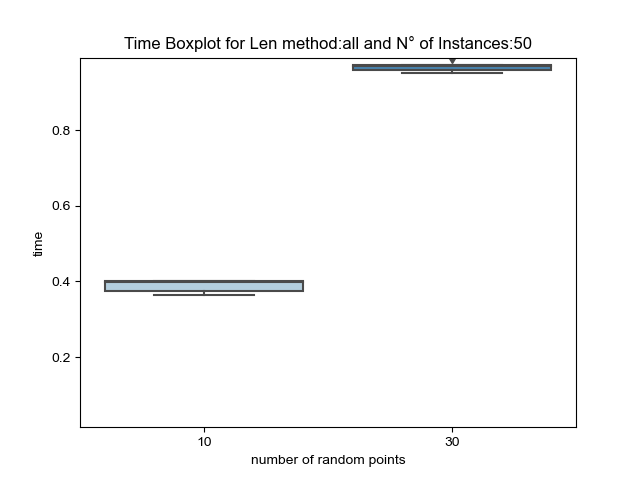 Time Boxplot for Len method:all and N° of Instances:50
0.8
0.6
0.4
0.2
time
10
30
number of random points